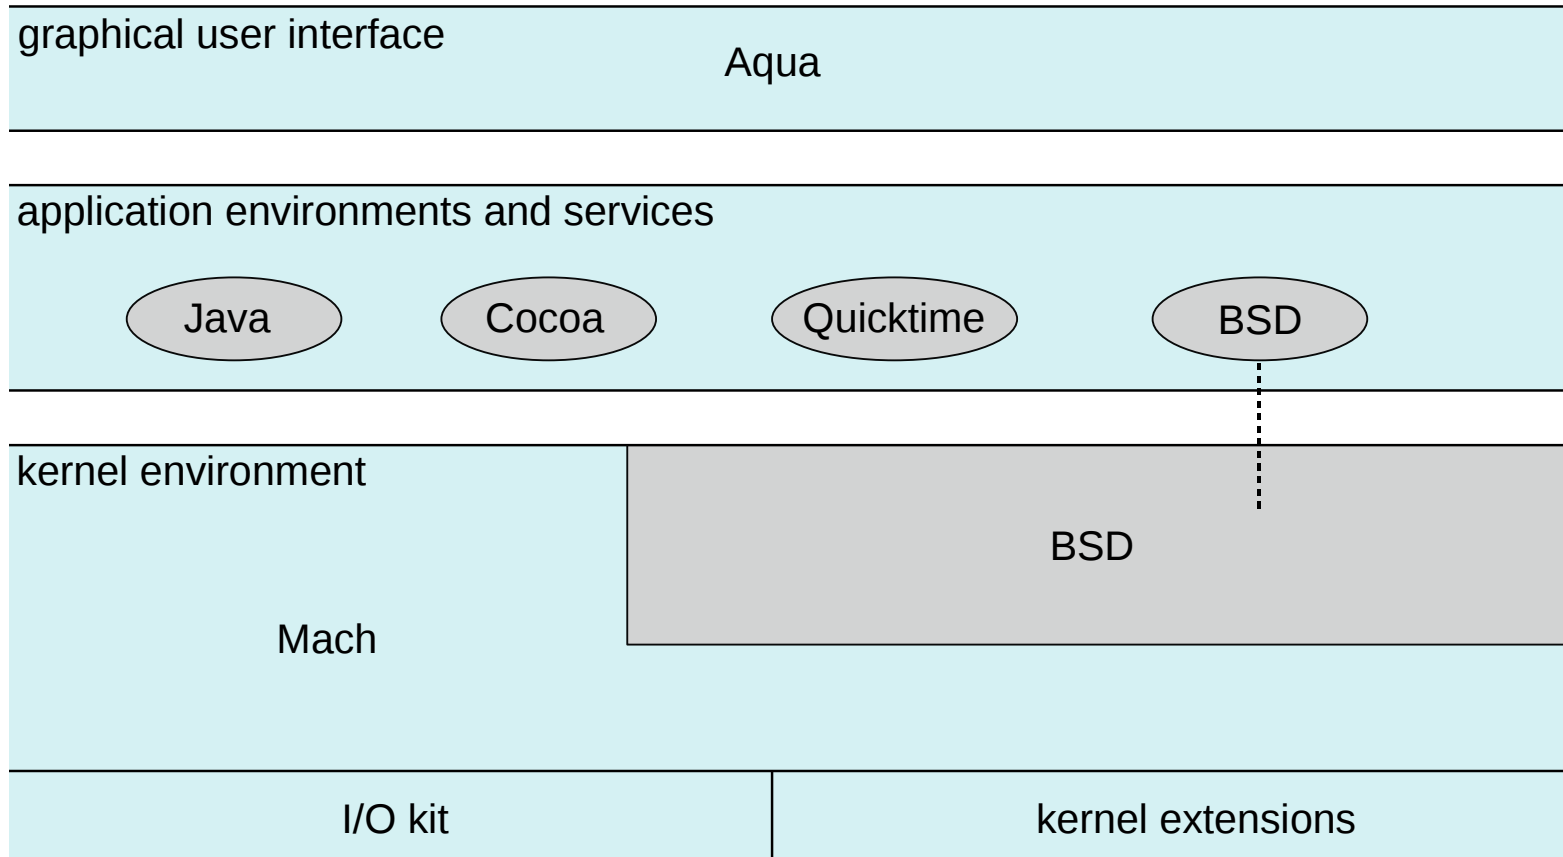 graphical user interface
Aqua
application environments and services
Java
Cocoa
Quicktime
BSD
kernel environment
BSD
Mach
I/O kit
kernel extensions